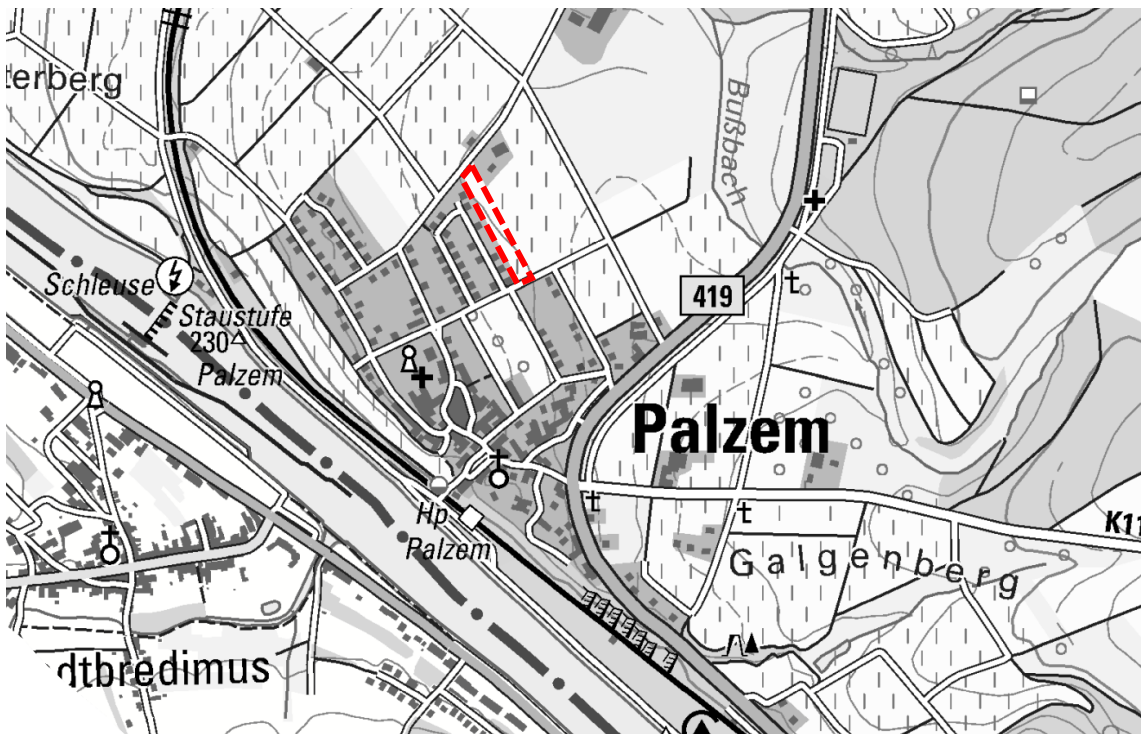 terberg
Bußbach
Schleuse
Staustufe
230
Palzem
419
Palzem
Hp
Palzem
K11
Galgenberg
dtbredimus